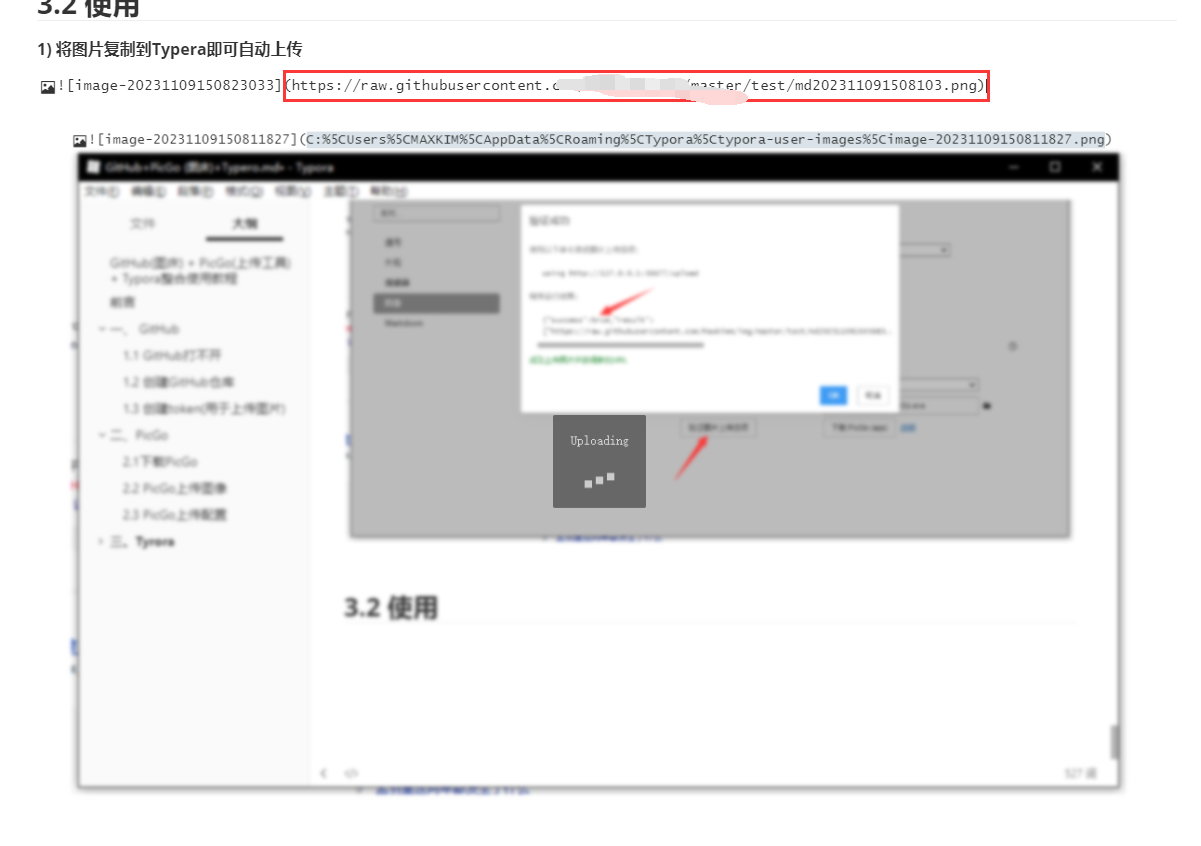 3.2 使用
1) 将图片复制到Typera即可自动上传
![image-20231109150823033](https://raw.githubusercontent.c /master/test/md202311091508103.png)
![image-20231109150811827](C:%5CUsers%5CMAXKIM%5CAppData%5CRoaming%5CTypora%5Ctypora-user-images%5Cimage-20231109150811827.png)
GitHub+PicGo (图床)+Typero.md• - Typora
文件(F) 编辑(E) 段落(P) 格式(O) 视图(V) 主题(T) 帮助(H)
文件 大纲
GitHub(图床) + PicGo(上传工具)
+ Typora整合使用教程
前言
一、 GitHub
1.1 GitHub打不开
1.2 创建GitHub仓库
1.3 创建token(用于上传图片)
二、PicGo
2.1下载PicGo
2.2 PicGo上传图像
2.3 PicGo上传配置
三、Tyrora
验证成功
Markdown
Uploading
3.2 使用
527 词